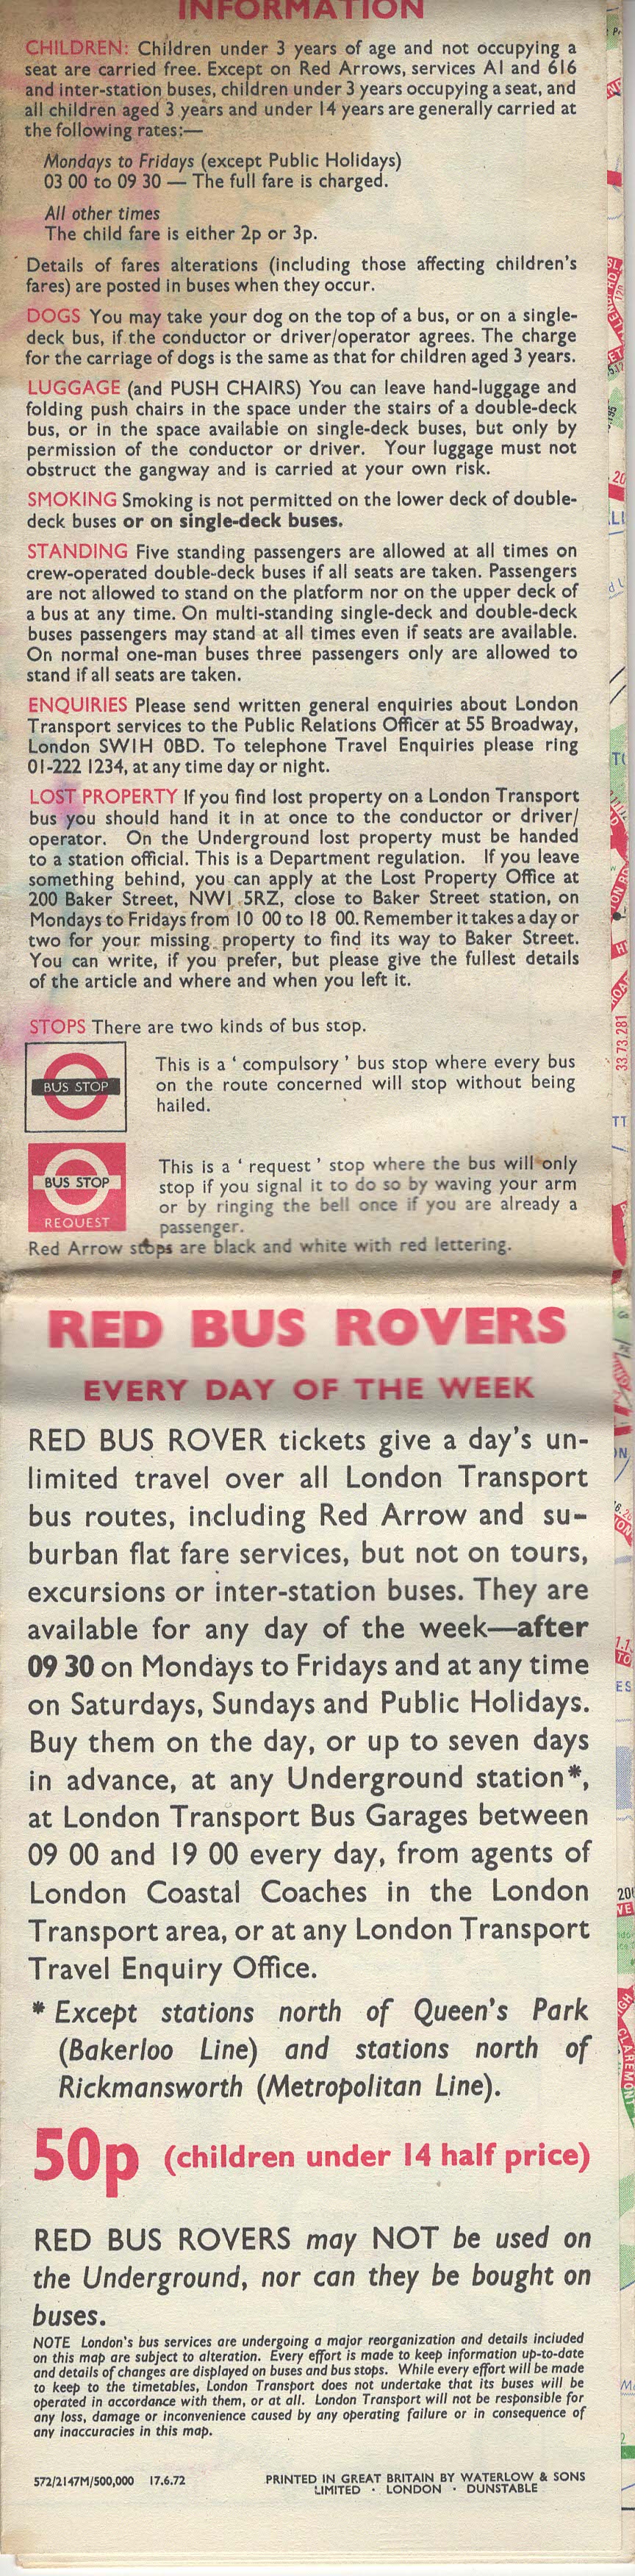 INFORMATION
CHILDREN: Children under 3 years of age and not occupying a
seat are carried free. Except on Red Arrows, services A1 and 616
and inter-station buses, children under 3 years occupying a seat, and
all children aged 3 years and under 14 years are generally carried at
the following rates:—
Mondays to Fridays (except Public Holidays)
03 00 to 09 30 — The full fare is charged.
All other times
The child fare is either 2p or 3p.
Details of fares alterations (including those affecting children's
fares) are posted in buses when they occur.
DOGS You may take your dog on the top of a bus, or on a single-
deck bus, if the conductor or driver/operator agrees. The charge
for the carriage of dogs is the same as that for children aged 3 years.
LUGGAGE (and PUSH CHAIRS) You can leave hand-luggage and
folding push chairs in the space under the stairs of a double-deck
bus, or in the space available on single-deck buses, but only by
permission of the conductor or driver. Your luggage must not
obstruct the gangway and is carried at your own risk.
SMOKING Smoking is not permitted on the lower deck of double-
deck buses or on single-deck buses.
STANDING Five standing passengers are allowed at all times on
crew-operated double-deck buses if all seats are taken. Passengers
are not allowed to stand on the platform nor on the upper deck of
a bus at any time. On multi-standing single-deck and double-deck
buses passengers may stand at all times even if seats are available.
On normal one-man buses three passengers only are allowed to
stand if all seats are taken.
ENQUIRIES Please send written general enquiries about London
Transport services to the Public Relations Officer at 55 Broadway,
London SW1H 0BD. To telephone Travel Enquiries please ring
01-222 1234, at any time day or night.
LOST PROPERTY If you find lost property on a London Transport
bus you should hand it in at once to the conductor or driver/
operator. On the Underground lost property must be handed
to a station official. This is a Department regulation. If you leave
something behind, you can apply at the Lost Property Office at
200 Baker Street, NW1 5RZ, close to Baker Street station, on
Mondays to Fridays from 10 00 to 18 00. Remember it takes a day or
two for your missing property to find its way to Baker Street.
You can write, if you prefer, but please give the fullest details
of the article and where and when you left it.
STOPS There are two kinds of bus stop.
BUS STOP
This is a ' compulsory ' bus stop where every bus
on the route concerned will stop without being
hailed.
BUS STOP
REQUEST
This is a ' request ' stop where the bus will only
stop if you signal it to do so by waving your arm
or by ringing the bell once if you are already a
passenger.
Red Arrow stops are black and white with red lettering.
RED BUS ROVERS
EVERY DAY OF THE WEEK
RED BUS ROVER tickets give a day's un-
limited travel over all London Transport
bus routes, including Red Arrow and su-
burban flat fare services, but not on tours,
excursions or inter-station buses. They are
available for any day of the week—after
09 30 on Mondays to Fridays and at any time
on Saturdays, Sundays and Public Holidays.
Buy them on the day, or up to seven days
in advance, at any Underground station*,
at London Transport Bus Garages between
09 00 and 19 00 every day, from agents of
London Coastal Coaches in the London
Transport area, or at any London Transport
Travel Enquiry Office.
* Except stations north of Queen's Park
(Bakerloo Line) and stations north of
Rickmansworth (Metropolitan Line).
50p (children under 14 half price)
RED BUS ROVERS may NOT be used on
the Underground, nor can they be bought on
buses.
NOTE London's bus services are undergoing a major reorganization and details included
on this map are subject to alteration. Every effort is made to keep information up-to-date
and details of changes are displayed on buses and bus stops. While every effort will be made
to keep to the timetables, London Transport does not undertake that its buses will be
operated in accordance with them, or at all. London Transport will not be responsible for
any loss, damage or inconvenience caused by any operating failure or in consequence of
any inaccuracies in this map.
572/2147M/500,000 17.6.72
PRINTED IN GREAT BRITAIN BY WATERLOW & SONS
LIMITED · LONDON · DUNSTABLE
33.73.281
CLAREMONT